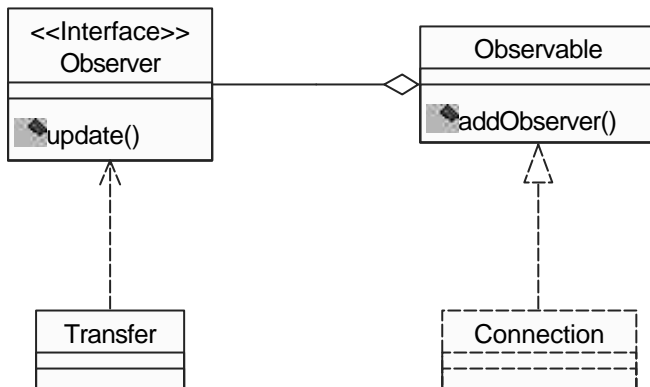 <<Interface>>
Observer
update()
Observable
addObserver()
Transfer
Connection